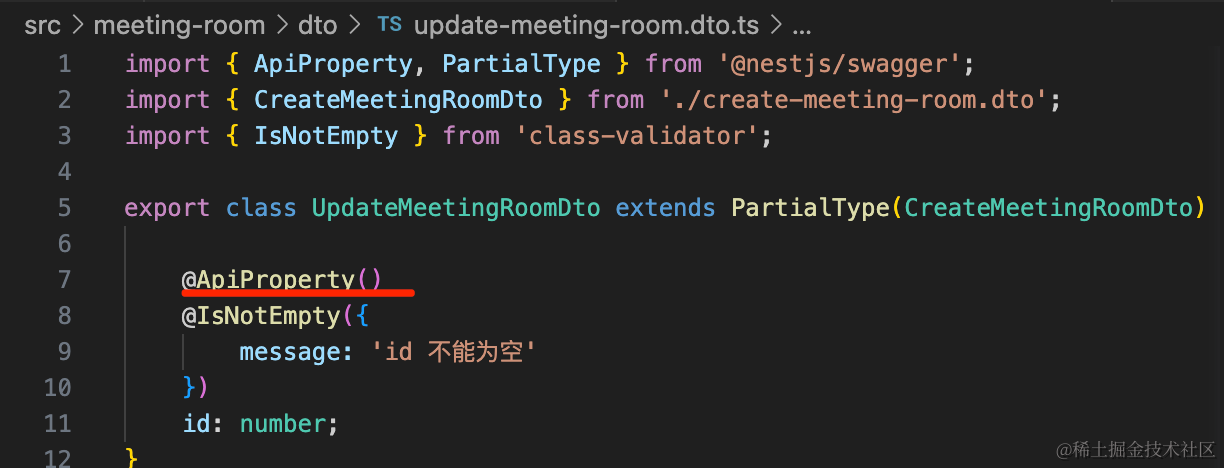 src > meeting-room > dto > TS update-meeting-room.dto.ts > ...
1 import { ApiProperty, PartialType } from '@nestjs/swagger';
2 import { CreateMeetingRoomDto } from './create-meeting-room.dto';
3 import { IsNotEmpty } from 'class-validator';
4
5 export class UpdateMeetingRoomDto extends PartialType(CreateMeetingRoomDto)
6
7 @ApiProperty()
8 @IsNotEmpty({
9 message: 'id 不能为空'
10 })
11 id: number;
12 }
@稀土掘金技术社区